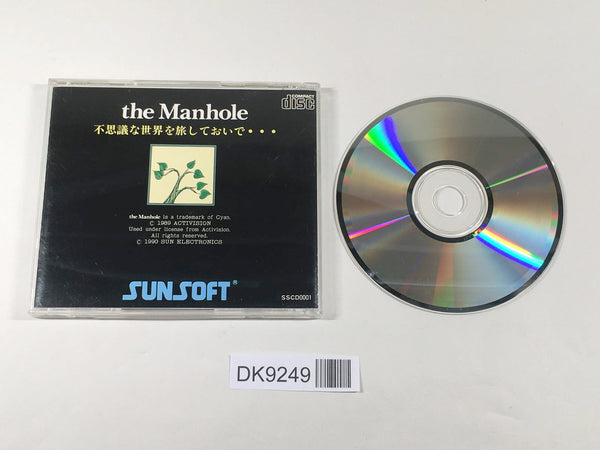 the Manhole
COMPACT
disc
不思議な世界を旅しておいで・・・
the Manhole is a trademark of Cyan.
© 1989 ACTIVISION
Used under license from Activision.
All rights reserved.
© 1990 SUN ELECTRONICS
SUNSOFT®
SSCD0001
DK9249